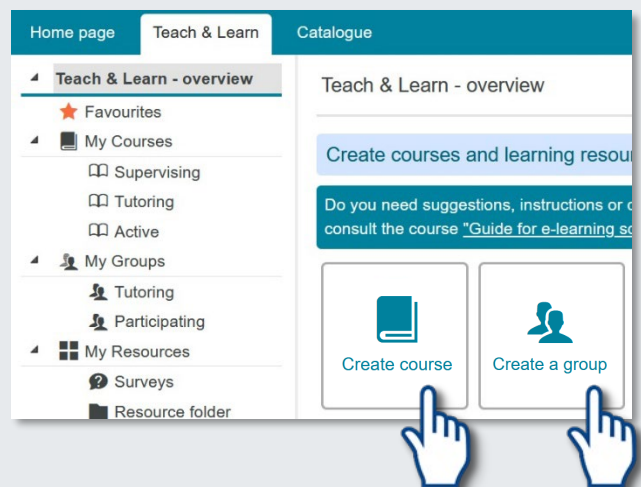 Home page
Teach & Learn
Catalogue
Teach & Learn - overview
Favourites
My Courses
Supervising
Tutoring
Active
My Groups
Tutoring
Participating
My Resources
Surveys
Resource folder
Teach & Learn - overview
Create courses and learning
Do you need suggestions, instructions or
consult the course "Guide for e-learning
Create course
Create a group